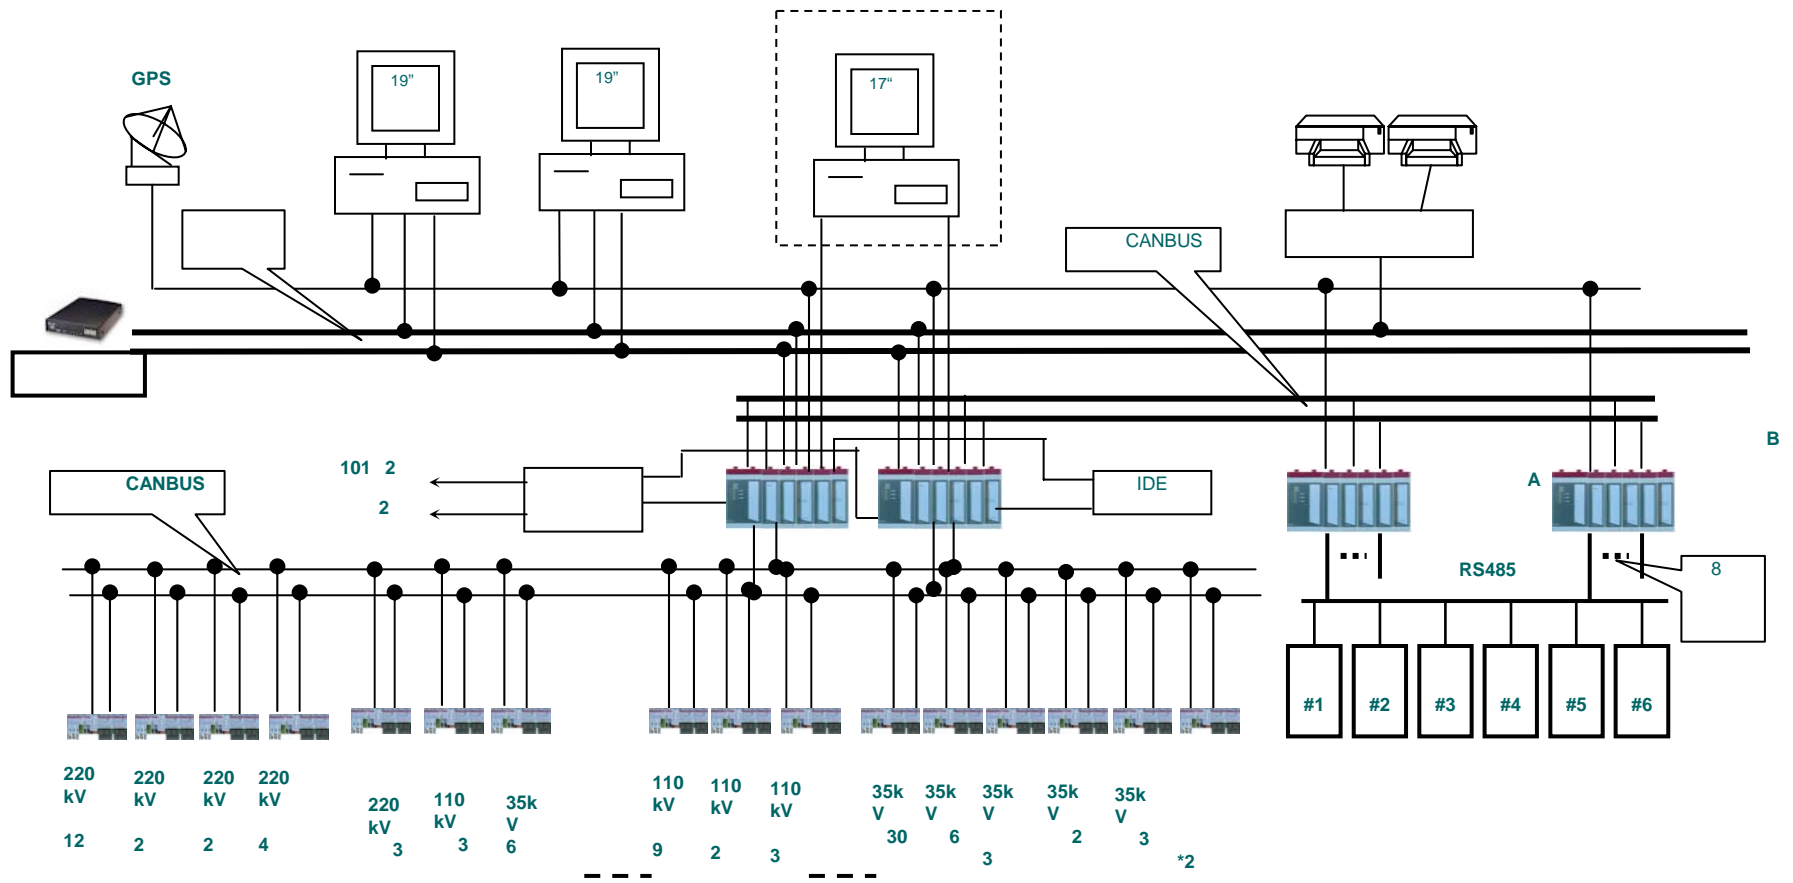 GPS
19”
19”
17“
CANBUS
B
101 2
2
CANBUS
IDE
A
RS485
8
#1
#2
#3
#4
#5
#6
220
kV
12
220
kV
2
220
kV
2
220
kV
4
220
kV
3
110
kV
3
35k
V
6
110
kV
9
110
kV
2
110
kV
3
35k
V
30
35k
V
6
35k
V
3
35k
V
2
35k
V
3
*2